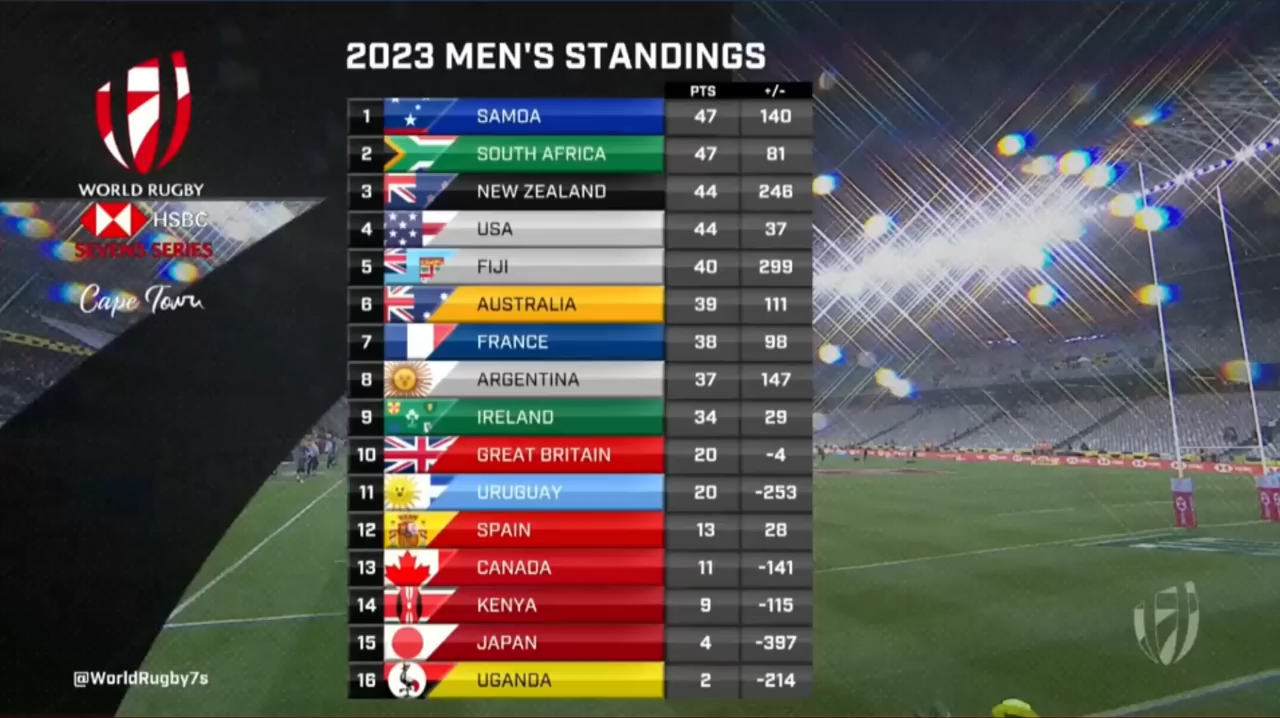 2023 MEN'S STANDINGS
PTS +/-
1 SAMOA 47 140
2 SOUTH AFRICA 47 81
3 NEW ZEALAND 44 246
4 USA 44 37
5 FIJI 40 299
6 AUSTRALIA 39 111
7 FRANCE 38 98
8 ARGENTINA 37 147
9 IRELAND 34 29
10 GREAT BRITAIN 20 -4
11 URUGUAY 20 -253
12 SPAIN 13 28
13 CANADA 11 -141
14 KENYA 9 -115
15 JAPAN 4 -397
16 UGANDA 2 -214
WORLD RUGBY
HSBC
SEVENS SERIES
Cape Town
@WorldRugby7s